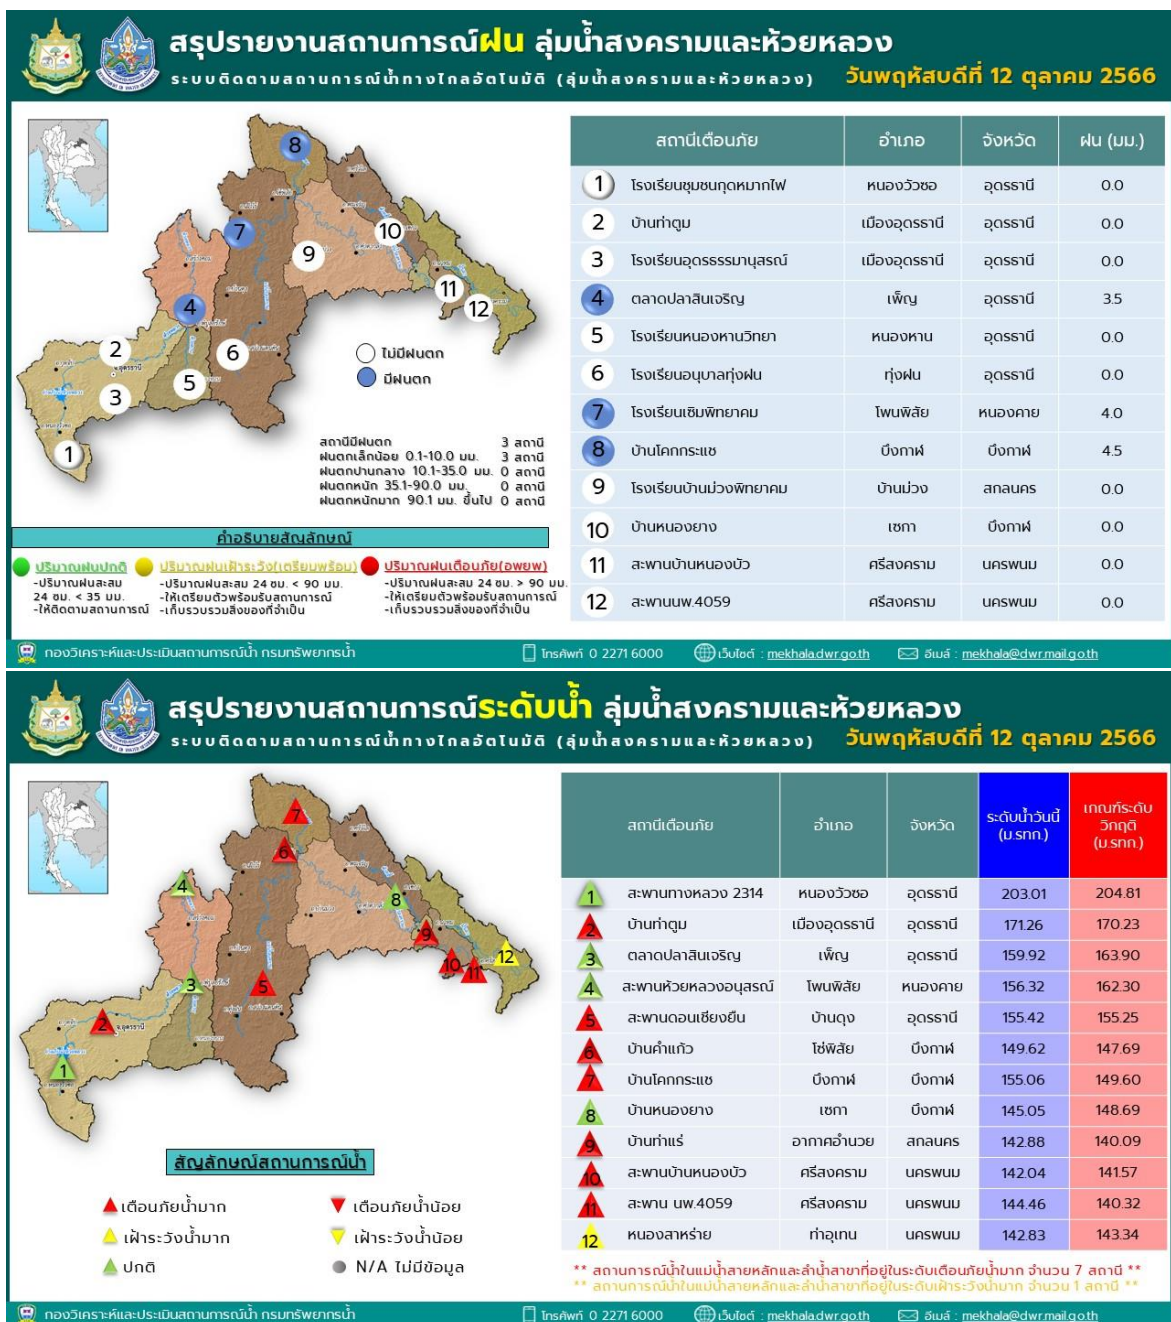 สรุปรายงานสถานการณ์ฝน ลุ่มน้ำสงครามและห้วยหลวง
ระบบติดตามสถานการณ์น้ำทางไกลอัตโนมัติ (ลุ่มน้ำสงครามและห้วยหลวง) วันพฤหัสบดีที่ 12 ตุลาคม 2566
8
7
10
9
11
12
4
2
6
5
3
1
ไม่มีฝนตก
มีฝนตก
สถานีมีฝนตก 3 สถานี
ฝนตกเล็กน้อย 0.1-10.0 มม. 3 สถานี
ฝนตกปานกลาง 10.1-35.0 มม. 0 สถานี
ฝนตกหนัก 35.1-90.0 มม. 0 สถานี
ฝนตกหนักมาก 90.1 มม. ขึ้นไป 0 สถานี
คำอธิบายสัญลักษณ์
ปริมาณฝนปกติ
-ปริมาณฝนสะสม
24 ชม. < 35 มม.
-ให้ติดตามสถานการณ์
ปริมาณฝนเฝ้าระวัง(เตรียมพร้อม)
-ปริมาณฝนสะสม 24 ชม. < 90 มม.
-ให้เตรียมตัวพร้อมรับสถานการณ์
-เก็บรวบรวมสิ่งของที่จำเป็น
ปริมาณฝนเตือนภัย(อพยพ)
-ปริมาณฝนสะสม 24 ชม. > 90 มม.
-ให้เตรียมตัวพร้อมรับสถานการณ์
-เก็บรวบรวมสิ่งของที่จำเป็น
สถานีเตือนภัย อำเภอ จังหวัด ฝน (มม.)
1 โรงเรียนชุมชนกุดหมากไฟ หนองวัวซอ อุดรธานี 0.0
2 บ้านท่าตูม เมืองอุดรธานี อุดรธานี 0.0
3 โรงเรียนอุดรธรรมานุสรณ์ เมืองอุดรธานี อุดรธานี 0.0
4 ตลาดปลาสินเจริญ เพ็ญ อุดรธานี 3.5
5 โรงเรียนหนองหานวิทยา หนองหาน อุดรธานี 0.0
6 โรงเรียนอนุบาลทุ่งฝน ทุ่งฝน อุดรธานี 0.0
7 โรงเรียนเซิมพิทยาคม โพนพิสัย หนองคาย 4.0
8 บ้านโคกกระแซ บึงกาฬ บึงกาฬ 4.5
9 โรงเรียนบ้านม่วงพิทยาคม บ้านม่วง สกลนคร 0.0
10 บ้านหนองยาง เซกา บึงกาฬ 0.0
11 สะพานบ้านหนองบัว ศรีสงคราม นครพนม 0.0
12 สะพานนพ.4059 ศรีสงคราม นครพนม 0.0
กองวิเคราะห์และประเมินสถานการณ์น้ำ กรมทรัพยากรน้ำ โทรศัพท์ 0 2271 6000 เว็บไซต์ : mekhala.dwr.go.th อีเมล์ : mekhala@dwr.mail.go.th
สรุปรายงานสถานการณ์ระดับน้ำ ลุ่มน้ำสงครามและห้วยหลวง
ระบบติดตามสถานการณ์น้ำทางไกลอัตโนมัติ (ลุ่มน้ำสงครามและห้วยหลวง) วันพฤหัสบดีที่ 12 ตุลาคม 2566
7
6
4
8
9
12
10
11
3
5
2
1
สัญลักษณ์สถานการณ์น้ำ
เตือนภัยน้ำมาก
เตือนภัยน้ำน้อย
เฝ้าระวังน้ำมาก
เฝ้าระวังน้ำน้อย
ปกติ
N/A ไม่มีข้อมูล
สถานีเตือนภัย อำเภอ จังหวัด ระดับน้ำวันนี้ (ม.รทก.) เกณฑ์ระดับวิกฤติ (ม.รทก.)
1 สะพานทางหลวง 2314 หนองวัวซอ อุดรธานี 203.01 204.81
2 บ้านท่าตูม เมืองอุดรธานี อุดรธานี 171.26 170.23
3 ตลาดปลาสินเจริญ เพ็ญ อุดรธานี 159.92 163.90
4 สะพานห้วยหลวงอนุสรณ์ โพนพิสัย หนองคาย 156.32 162.30
5 สะพานดอนเชียงยืน บ้านดุง อุดรธานี 155.42 155.25
6 บ้านคำแก้ว โซ่พิสัย บึงกาฬ 149.62 147.69
7 บ้านโคกกระแซ บึงกาฬ บึงกาฬ 155.06 149.60
8 บ้านหนองยาง เซกา บึงกาฬ 145.05 148.69
9 บ้านท่าแร่ อากาศอำนวย สกลนคร 142.88 140.09
10 สะพานบ้านหนองบัว ศรีสงคราม นครพนม 142.04 141.57
11 สะพาน นพ.4059 ศรีสงคราม นครพนม 144.46 140.32
12 หนองสาหร่าย ท่าอุเทน นครพนม 142.83 143.34
** สถานการณ์น้ำในแม่น้ำสายหลักและลำน้ำสาขาที่อยู่ในระดับเตือนภัยน้ำมาก จำนวน 7 สถานี **
** สถานการณ์น้ำในแม่น้ำสายหลักและลำน้ำสาขาที่อยู่ในระดับเฝ้าระวังน้ำมาก จำนวน 1 สถานี **
กองวิเคราะห์และประเมินสถานการณ์น้ำ กรมทรัพยากรน้ำ โทรศัพท์ 0 2271 6000 เว็บไซต์ : mekhala.dwr.go.th อีเมล์ : mekhala@dwr.mail.go.th